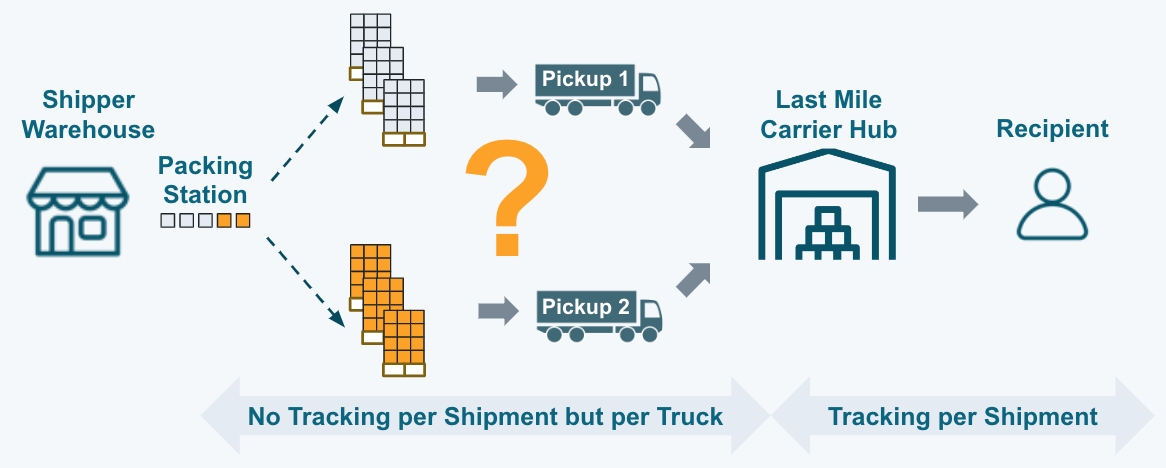 Shipper
Warehouse
Packing
Station
?
Pickup 1
Pickup 2
Last Mile
Carrier Hub
Recipient
No Tracking per Shipment but per Truck
Tracking per Shipment